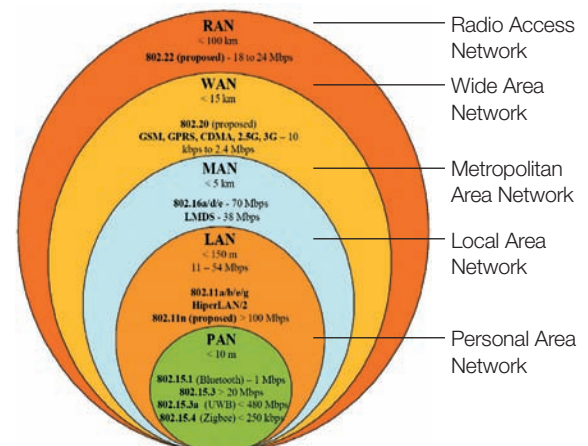 RAN
< 100 km
802.22 (proposed) - 18 to 24 Mbps
WAN
< 15 km
802.20 (proposed)
GSM, GPRS, CDMA, 2.5G, 3G – 10
kbps to 2.4 Mbps
MAN
< 5 km
802.16a/d/e - 70 Mbps
LMDS - 38 Mbps
LAN
< 150 m
11 – 54 Mbps
802.11a/b/e/g
HiperLAN/2
802.11n (proposed) > 100 Mbps
PAN
< 10 m
802.15.1 (Bluetooth) – 1 Mbps
802.15.3 > 20 Mbps
802.15.3a (UWB) < 480 Mbps
802.15.4 (Zigbee) < 250 kbps
Radio Access
Network
Wide Area
Network
Metropolitan
Area Network
Local Area
Network
Personal Area
Network